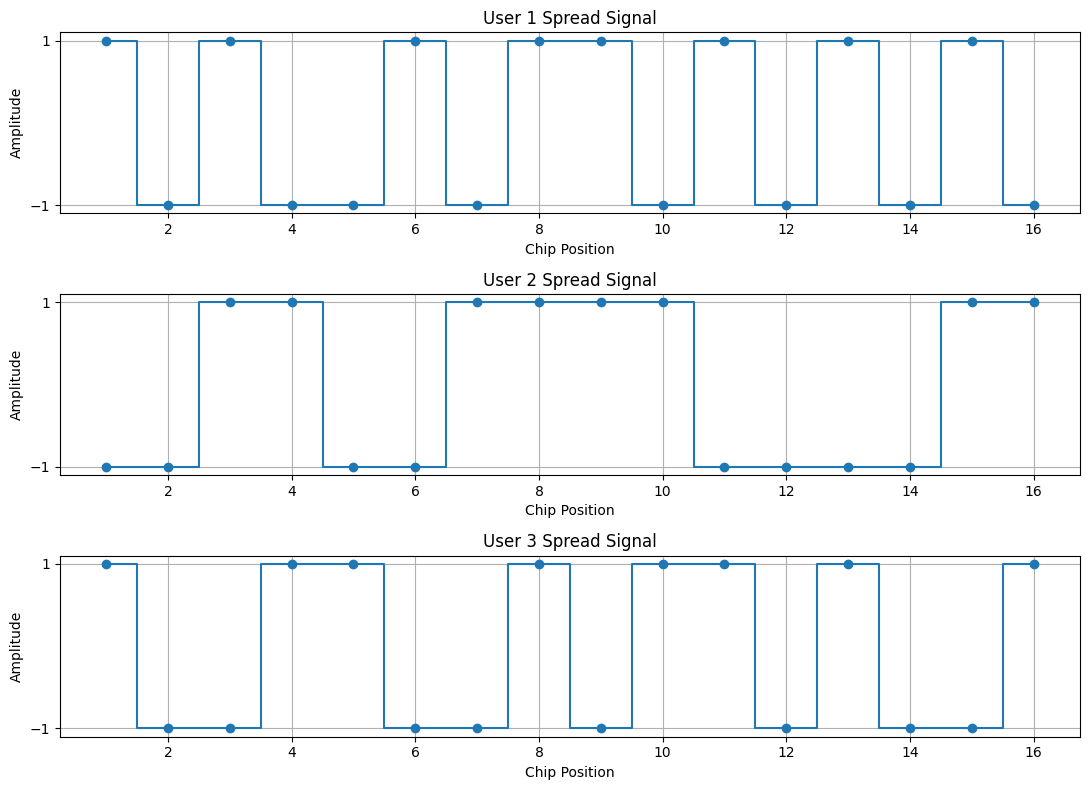 User 1 Spread Signal
1
Amplitude
−1
2 4 6 8 10 12 14 16
Chip Position
User 2 Spread Signal
1
Amplitude
−1
2 4 6 8 10 12 14 16
Chip Position
User 3 Spread Signal
1
Amplitude
−1
2 4 6 8 10 12 14 16
Chip Position